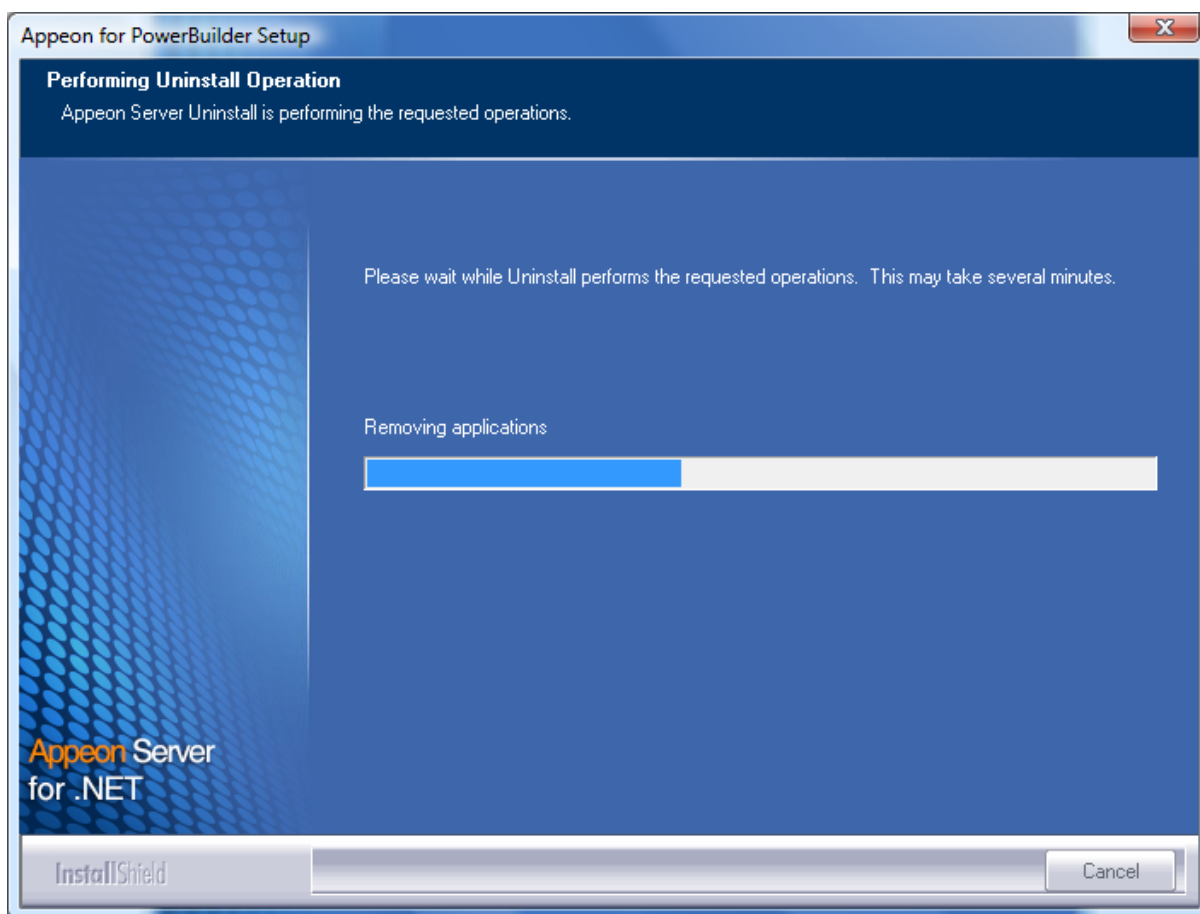 Appeon for PowerBuilder Setup
Performing Uninstall Operation
Appeon Server Uninstall is performing the requested operations.
Please wait while Uninstall performs the requested operations.  This may take several minutes.
Removing applications
Appeon Server
for .NET
InstallShield
Cancel